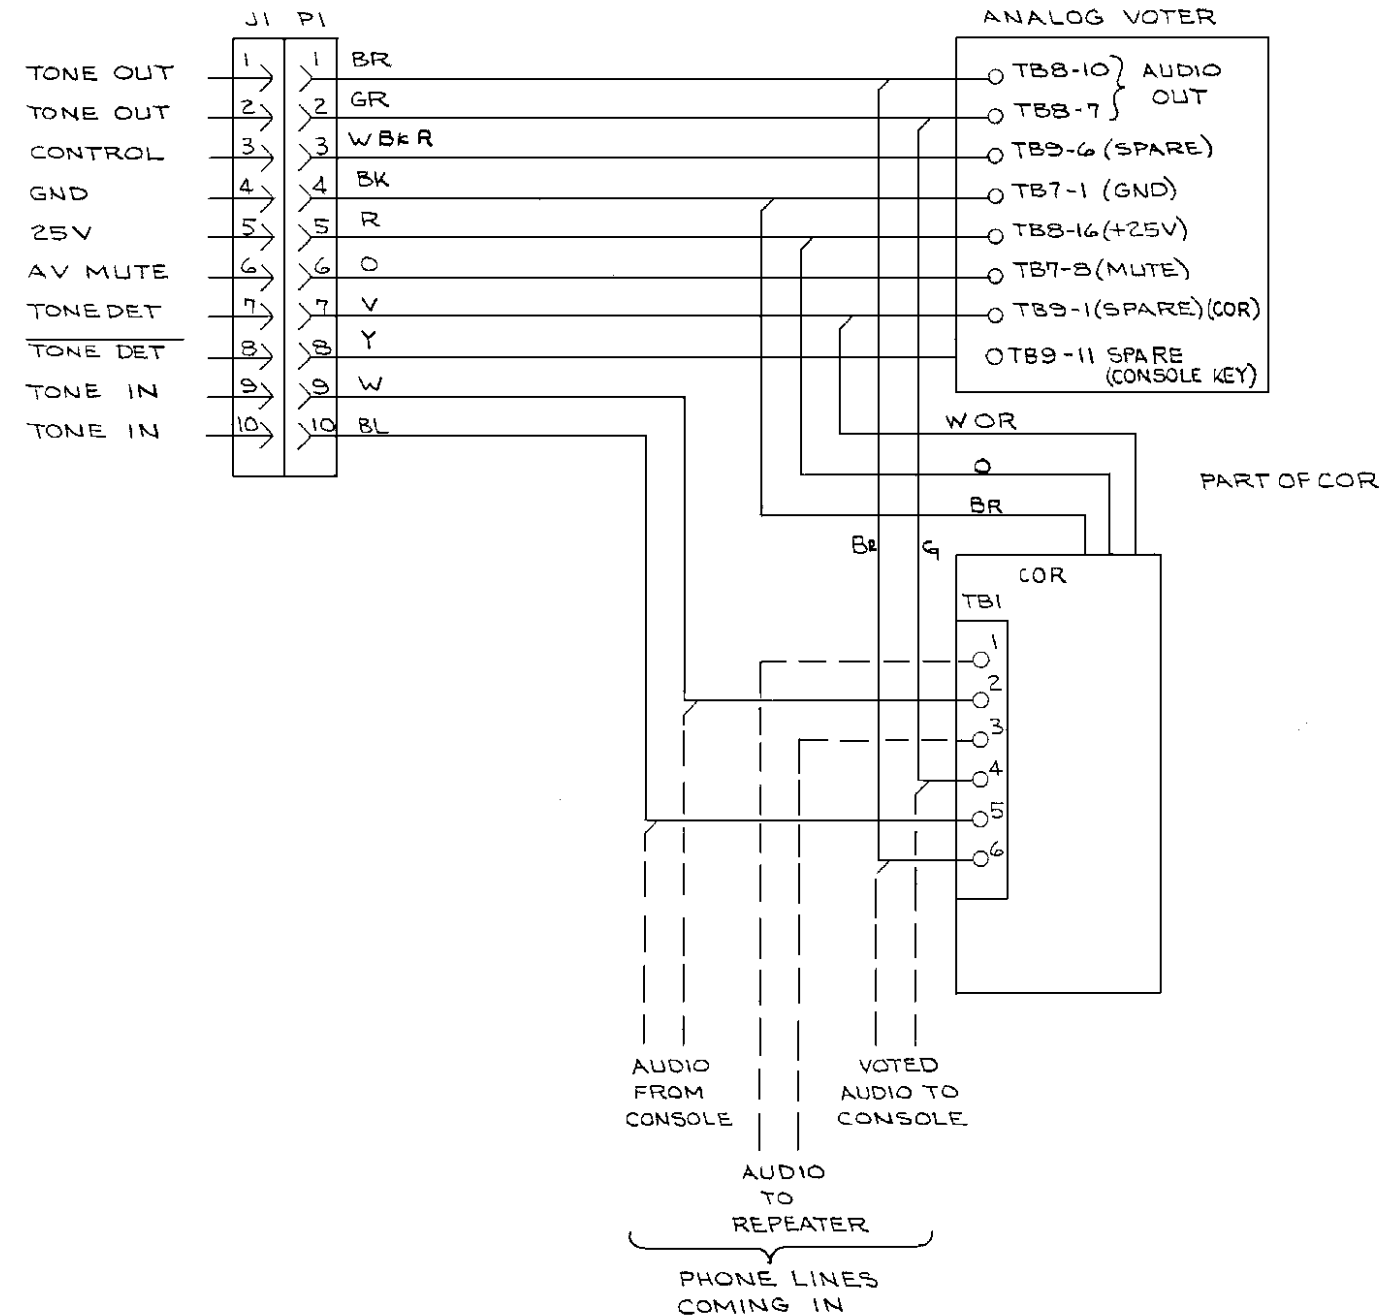 J1 P1
ANALOG VOTER
TONE OUT 1 1 BR TB8-10 AUDIO
OUT
TONE OUT 2 2 GR TB8-7
CONTROL 3 3 W BK R TB9-6 (SPARE)
GND 4 4 BK TB7-1 (GND)
25V 5 5 R TB8-16 (+25V)
AV MUTE 6 6 O TB7-8 (MUTE)
TONE DET 7 7 V TB9-1 (SPARE) (COR)
TONE DET 8 8 Y TB9-11 SPARE
(CONSOLE KEY)
TONE IN 9 9 W
TONE IN 10 10 BL
W OR
O
BR
PART OF COR
BR G
COR
TB1
1
2
3
4
5
6
AUDIO
FROM
CONSOLE
VOTED
AUDIO TO
CONSOLE
AUDIO
TO
REPEATER
PHONE LINES
COMING IN